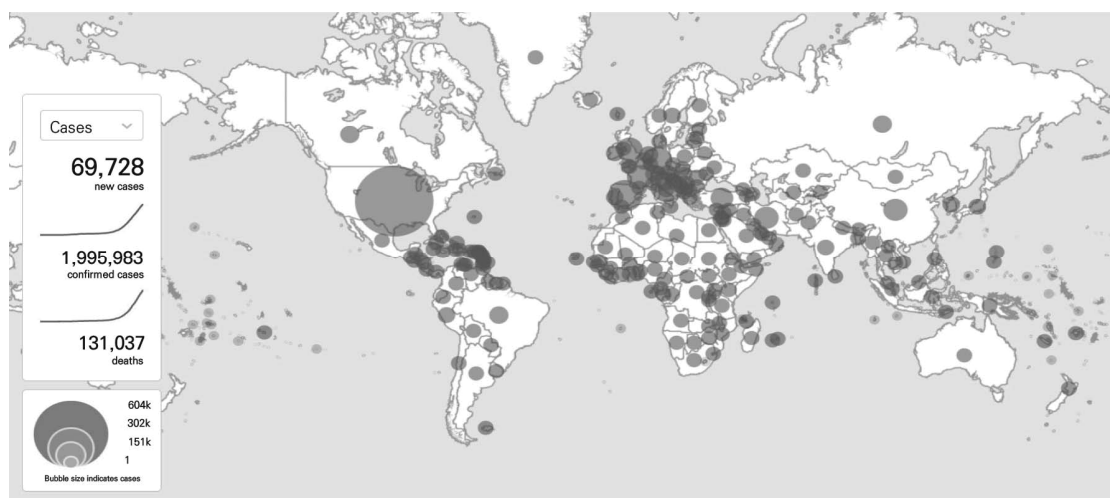 Cases
69,728
new cases
1,995,983
confirmed cases
131,037
deaths
604k
302k
151k
1
Bubble size indicates cases